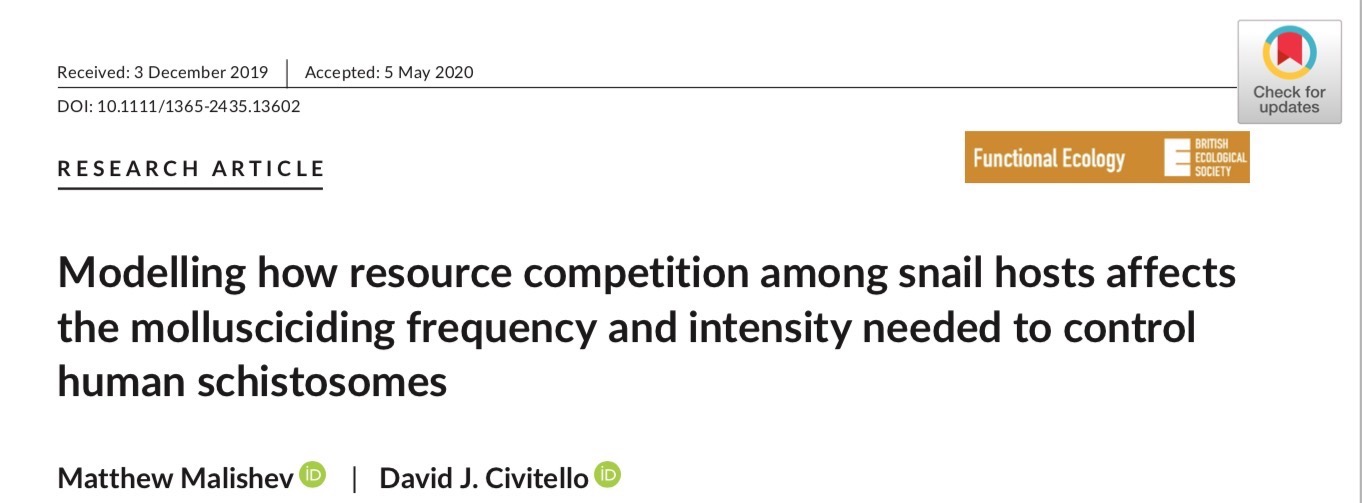 Received: 3 December 2019 | Accepted: 5 May 2020
Check for
updates
DOI: 10.1111/1365-2435.13602
RESEARCH ARTICLE
Functional Ecology
BRITISH
ECOLOGICAL
SOCIETY
Modelling how resource competition among snail hosts affects
the mollusciciding frequency and intensity needed to control
human schistosomes
Matthew Malishev iD | David J. Civitello iD